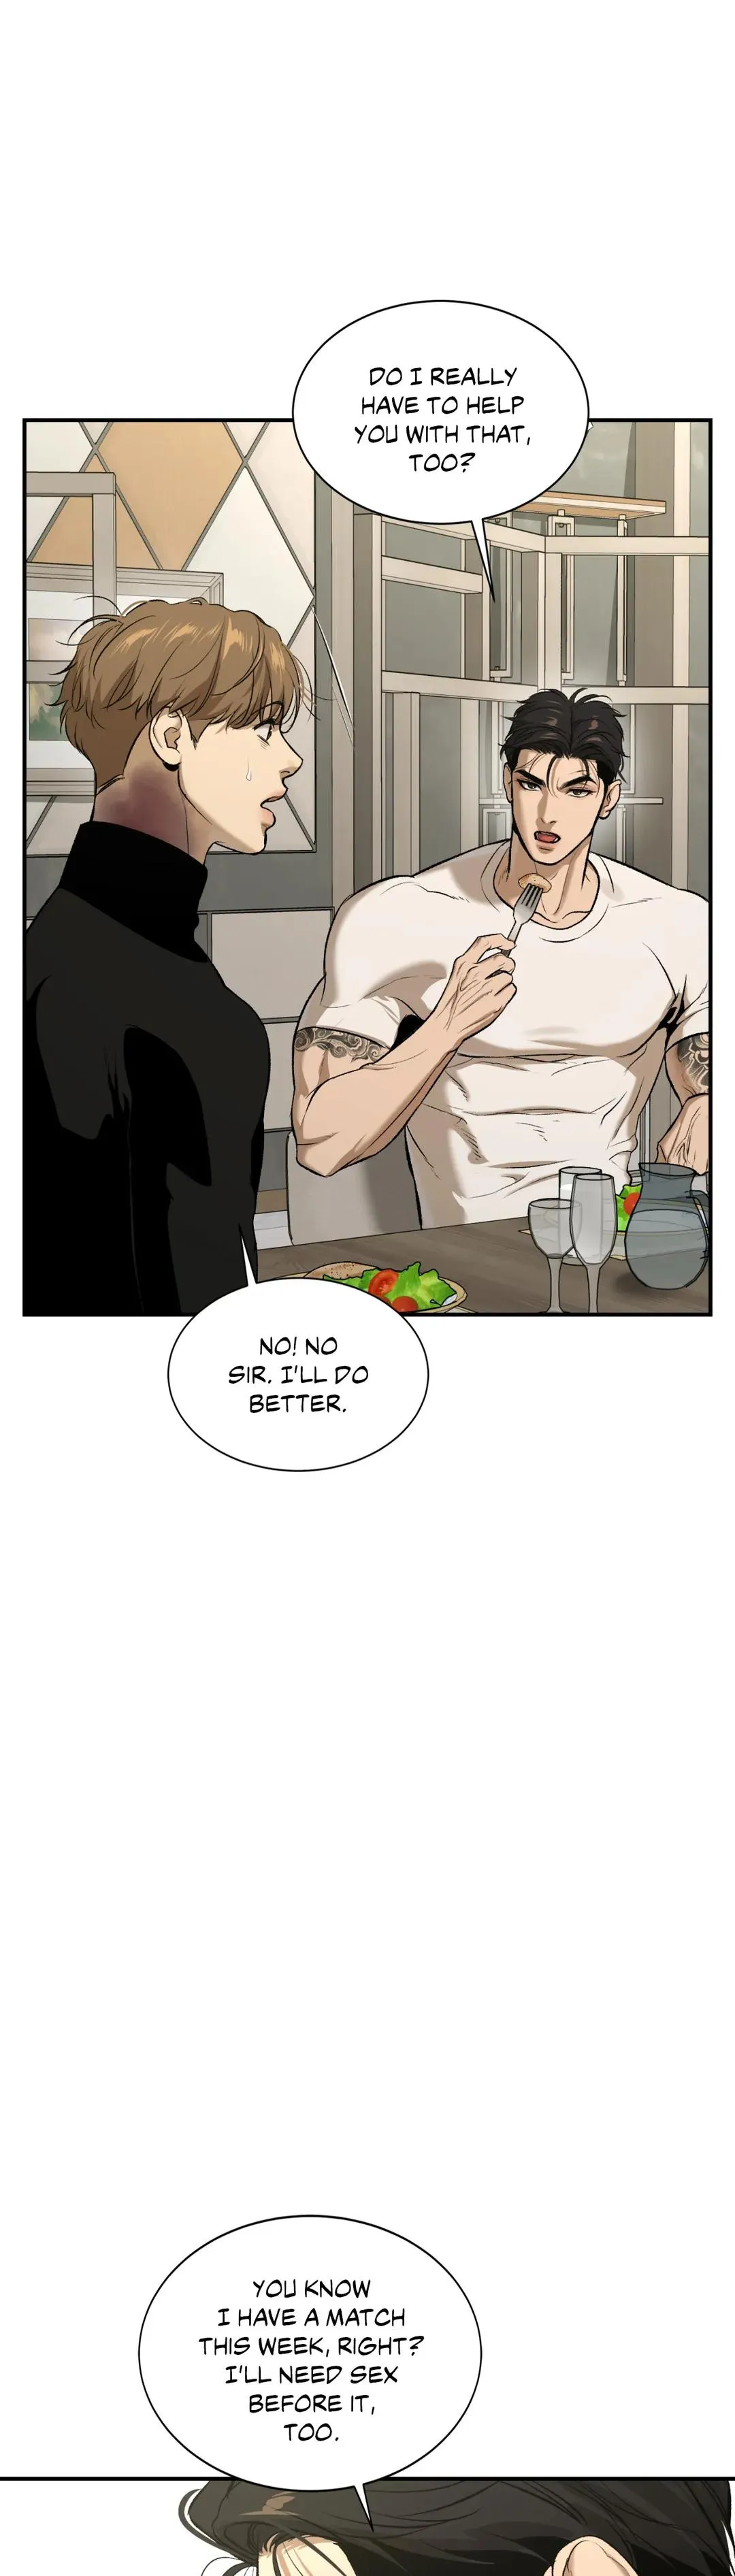 DO I REALLY
HAVE TO HELP
YOU WITH THAT,
TOO?
NO! NO
SIR. I'LL DO
BETTER.
YOU KNOW
I HAVE A MATCH
THIS WEEK, RIGHT?
I'LL NEED SEX
BEFORE IT,
TOO.